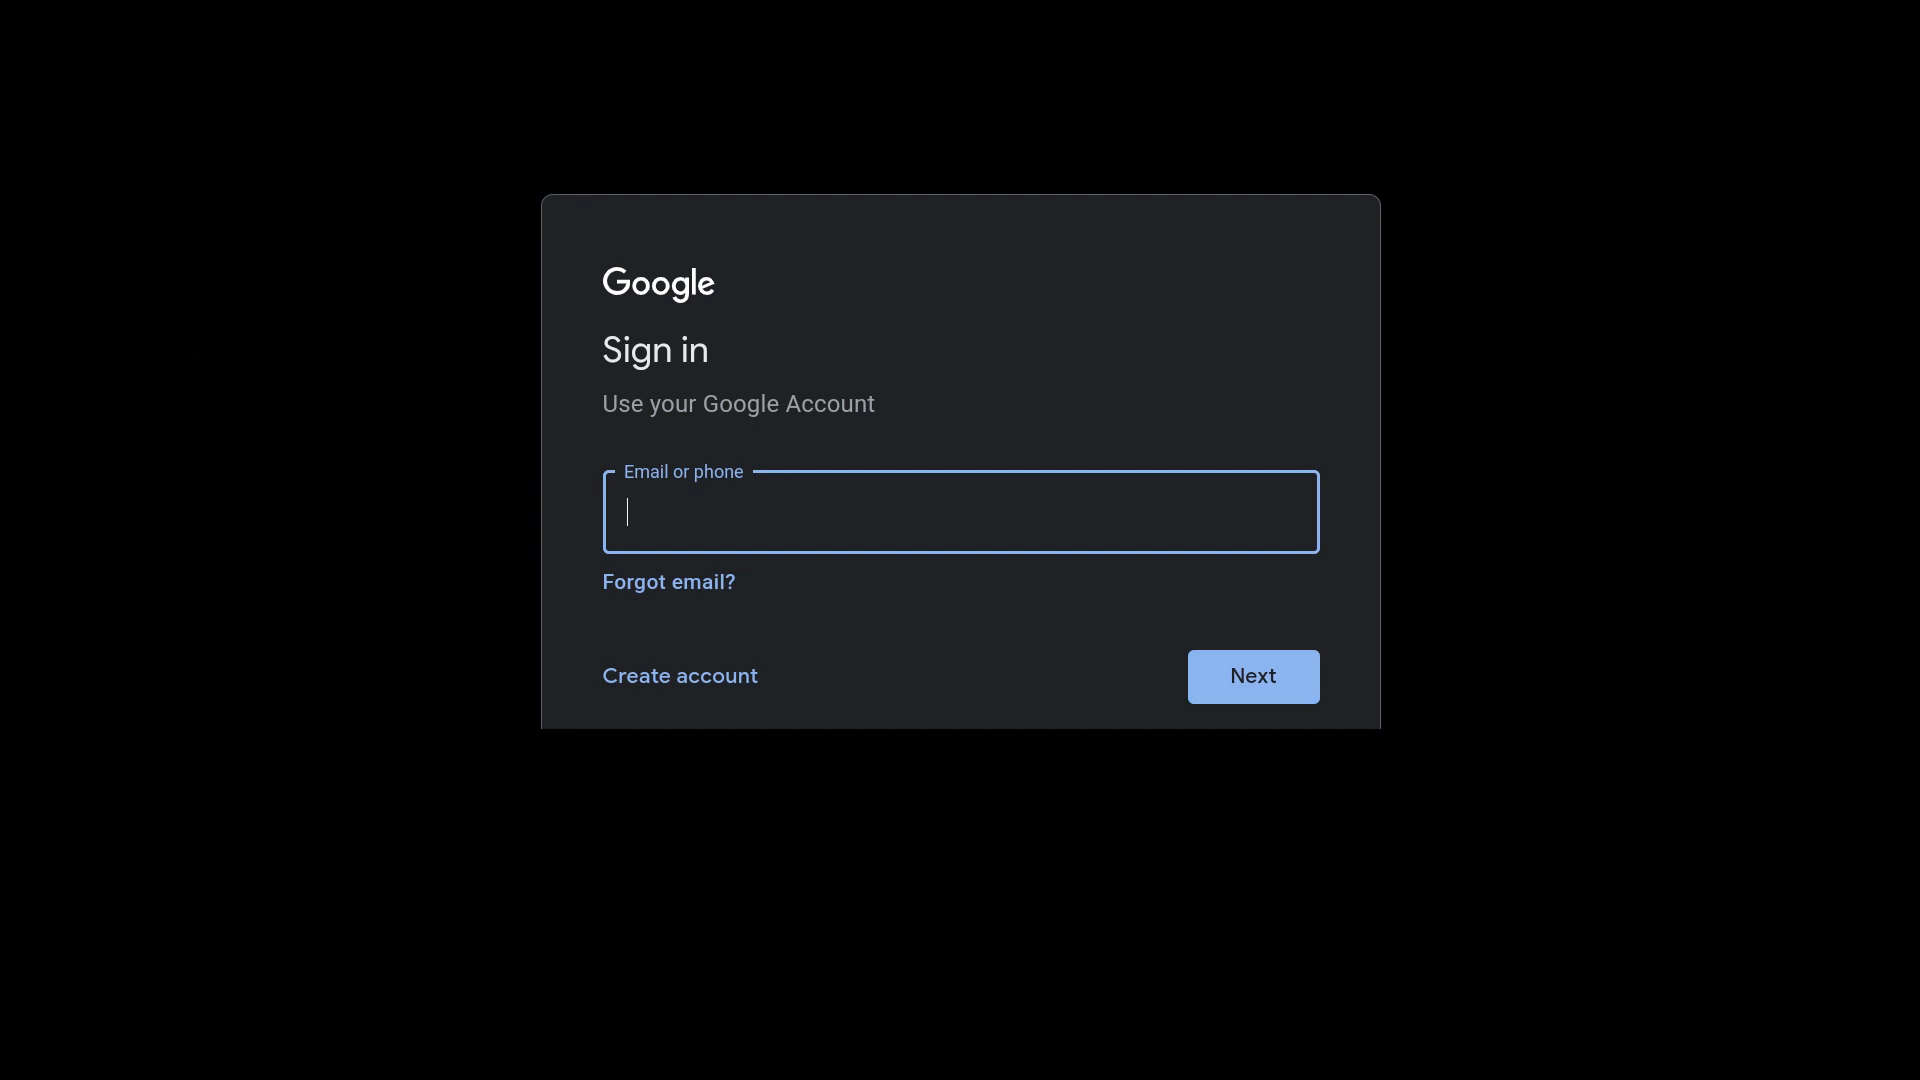 Google
Sign in
Use your Google Account
Email or phone
Forgot email?
Create account
Next